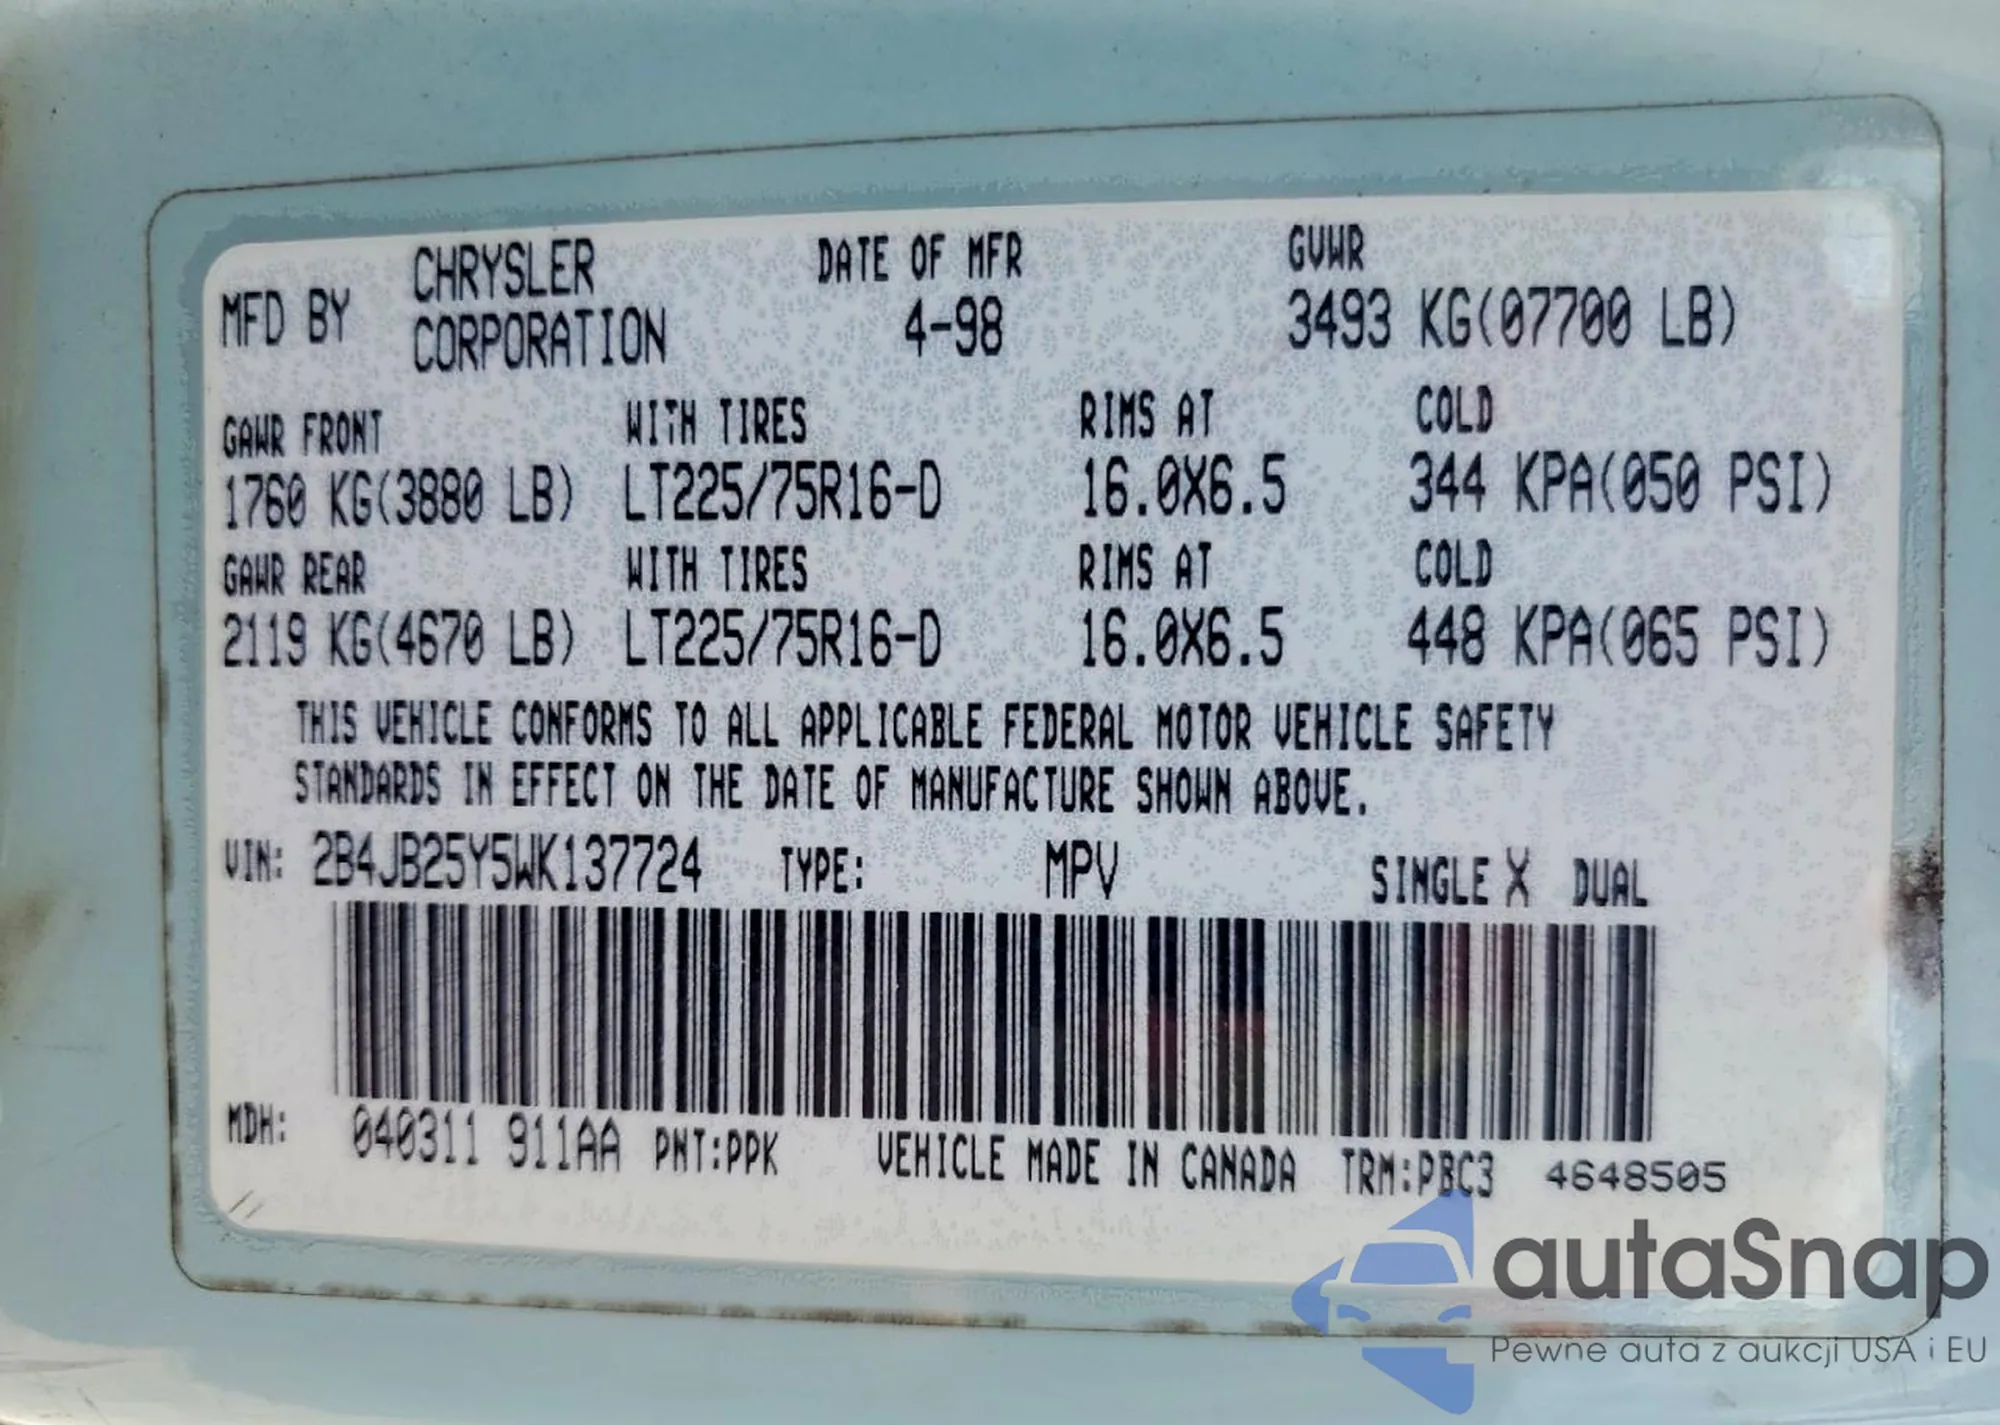 MFD BY CHRYSLER CORPORATION DATE OF MFR 4-98 GVWR 3493 KG(07700 LB)
GAWR FRONT WITH TIRES RIMS AT COLD
1760 KG(3880 LB) LT225/75R16-D 16.0X6.5 344 KPA(050 PSI)
GAWR REAR WITH TIRES RIMS AT COLD
2119 KG(4670 LB) LT225/75R16-D 16.0X6.5 448 KPA(065 PSI)
THIS VEHICLE CONFORMS TO ALL APPLICABLE FEDERAL MOTOR VEHICLE SAFETY
STANDARDS IN EFFECT ON THE DATE OF MANUFACTURE SHOWN ABOVE.
VIN: 2B4JB25Y5WK137724 TYPE: MPV SINGLE X DUAL
MDH: 040311 911AA PNT:PPK VEHICLE MADE IN CANADA TRM:PBC3 4648505
autaSnap
Pewne auta z aukcji USA i EU